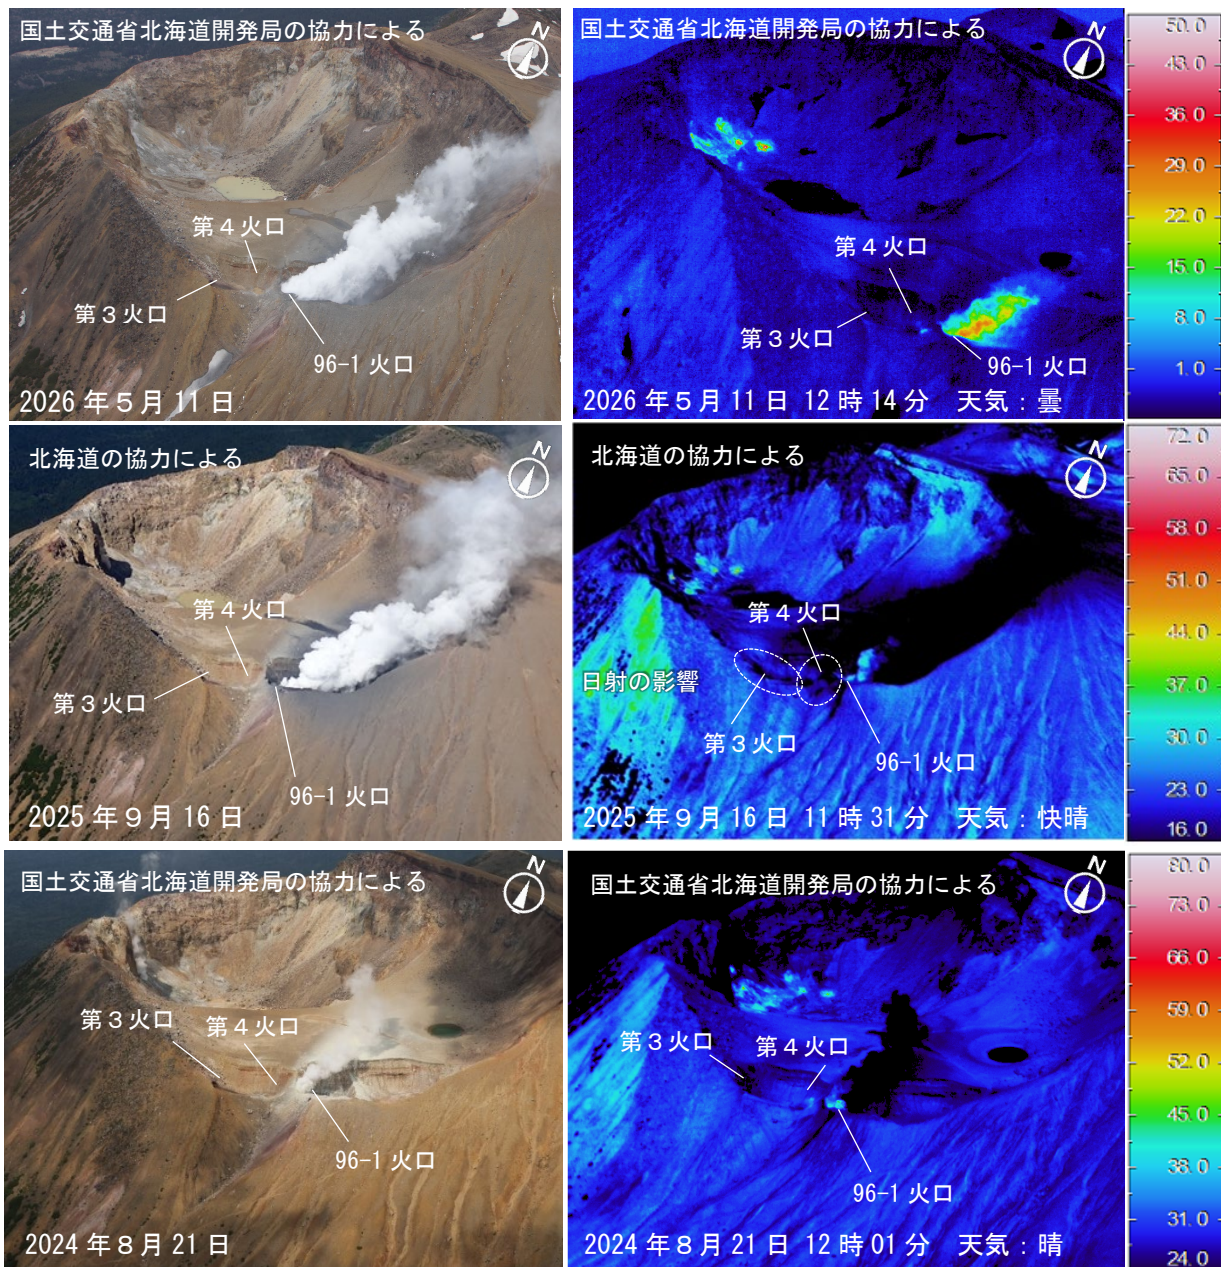 国土交通省北海道開発局の協力による
N
第4火口
第3火口
96-1 火口
2026 年5月 11 日
国土交通省北海道開発局の協力による
N
第4火口
第3火口
96-1 火口
2026 年5月 11 日 12 時 14 分 天気：曇
50.0
43.0
36.0
29.0
22.0
15.0
8.0
1.0
北海道の協力による
N
第4火口
第3火口
96-1 火口
2025 年9月 16 日
北海道の協力による
N
第4火口
日射の影響
第3火口
96-1 火口
2025 年9月 16 日 11 時 31 分 天気：快晴
72.0
65.0
58.0
51.0
44.0
37.0
30.0
23.0
16.0
国土交通省北海道開発局の協力による
N
第3火口
第4火口
96-1 火口
2024 年8月 21 日
国土交通省北海道開発局の協力による
N
第3火口
第4火口
96-1 火口
2024 年8月 21 日 12 時 01 分 天気：晴
80.0
73.0
66.0
59.0
52.0
45.0
38.0
31.0
24.0